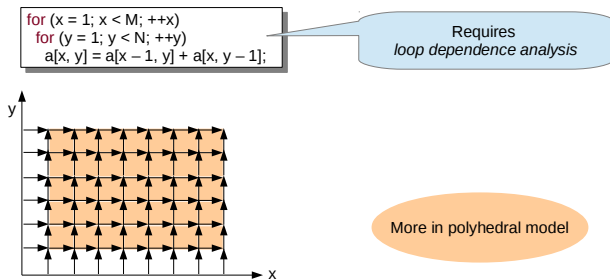 for (x = 1; x < M; ++x)
for (y = 1; y < N; ++y)
a[x, y] = a[x – 1, y] + a[x, y – 1];
Requires
loop dependence analysis
y
x
More in polyhedral model